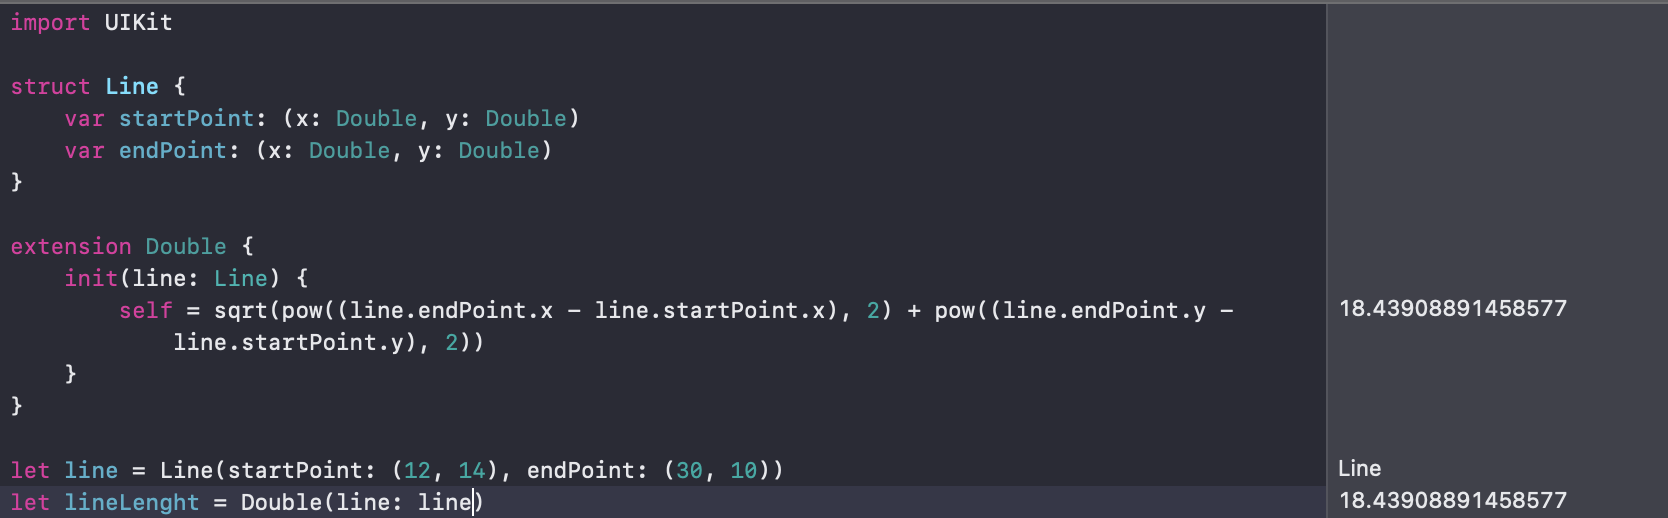 import UIKit
struct Line {
var startPoint: (x: Double, y: Double)
var endPoint: (x: Double, y: Double)
}
extension Double {
init(line: Line) {
self = sqrt(pow((line.endPoint.x - line.startPoint.x), 2) + pow((line.endPoint.y -
line.startPoint.y), 2))
}
}
let line = Line(startPoint: (12, 14), endPoint: (30, 10))
let lineLenght = Double(line: line)
18.43908891458577
Line
18.43908891458577